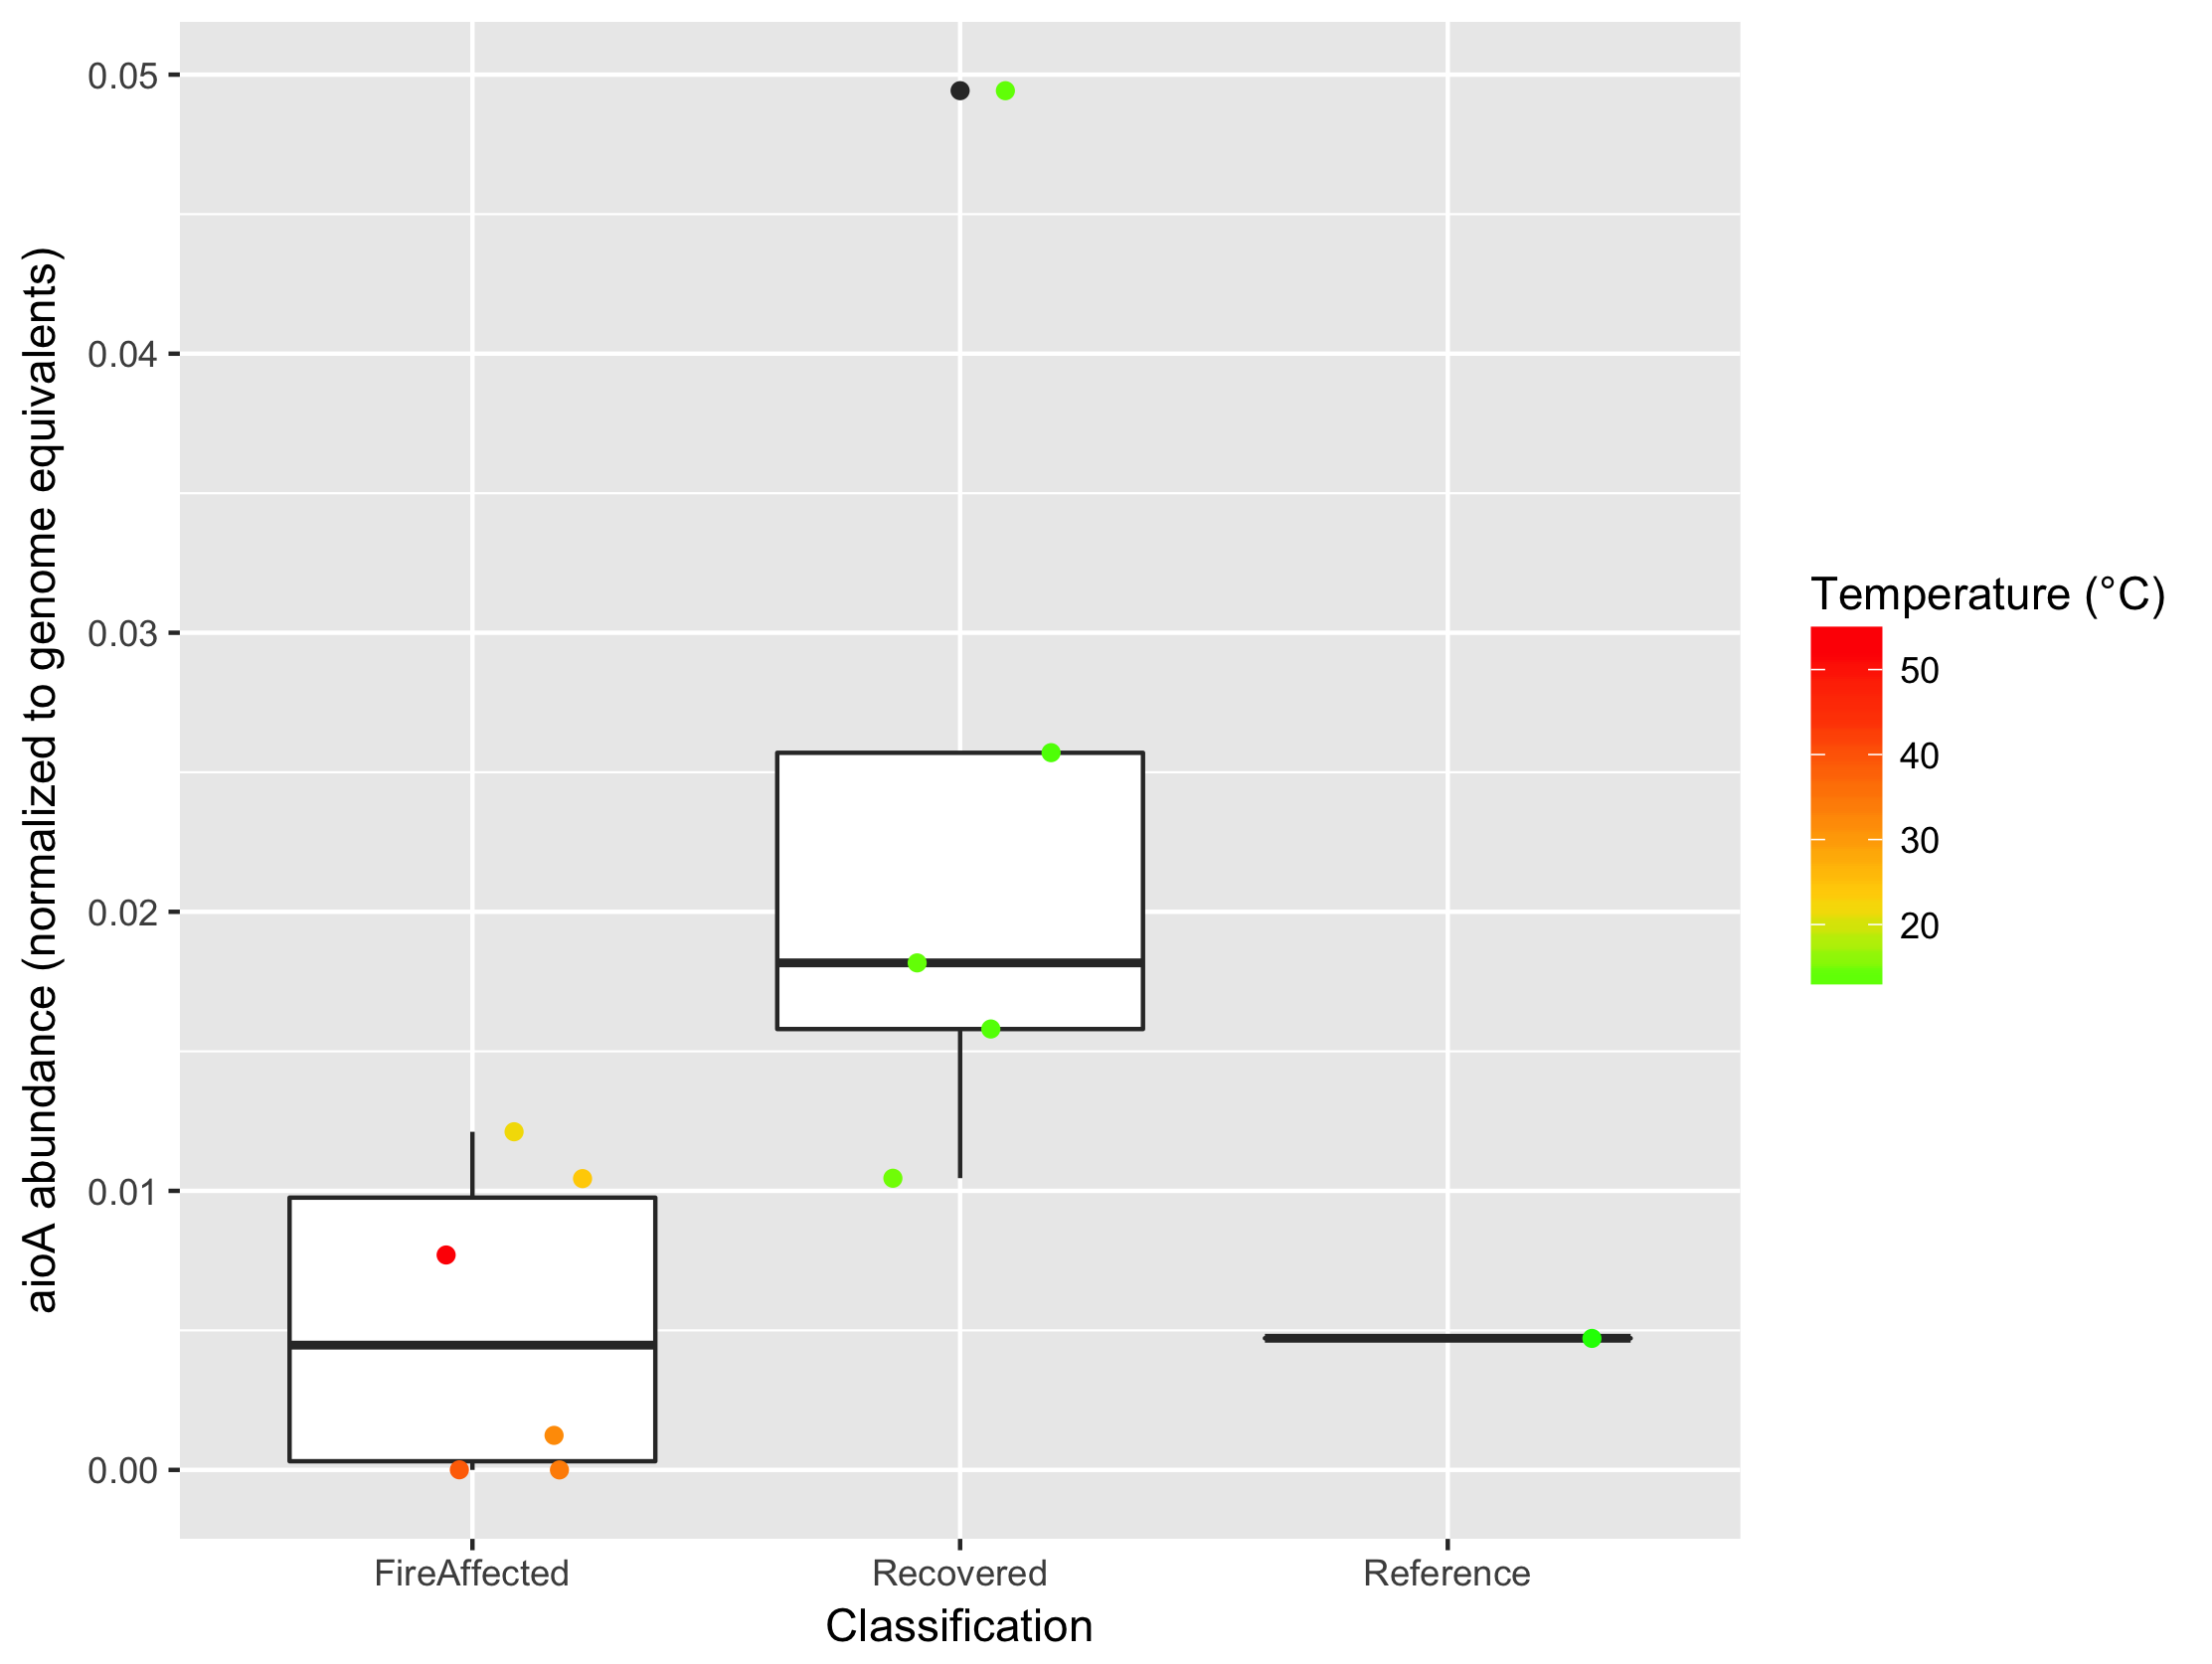 aioA abundance (normalized to genome equivalents)
0.05
0.04
0.03
0.02
0.01
0.00
FireAffected
Recovered
Reference
Classification
Temperature (°C)
50
40
30
20